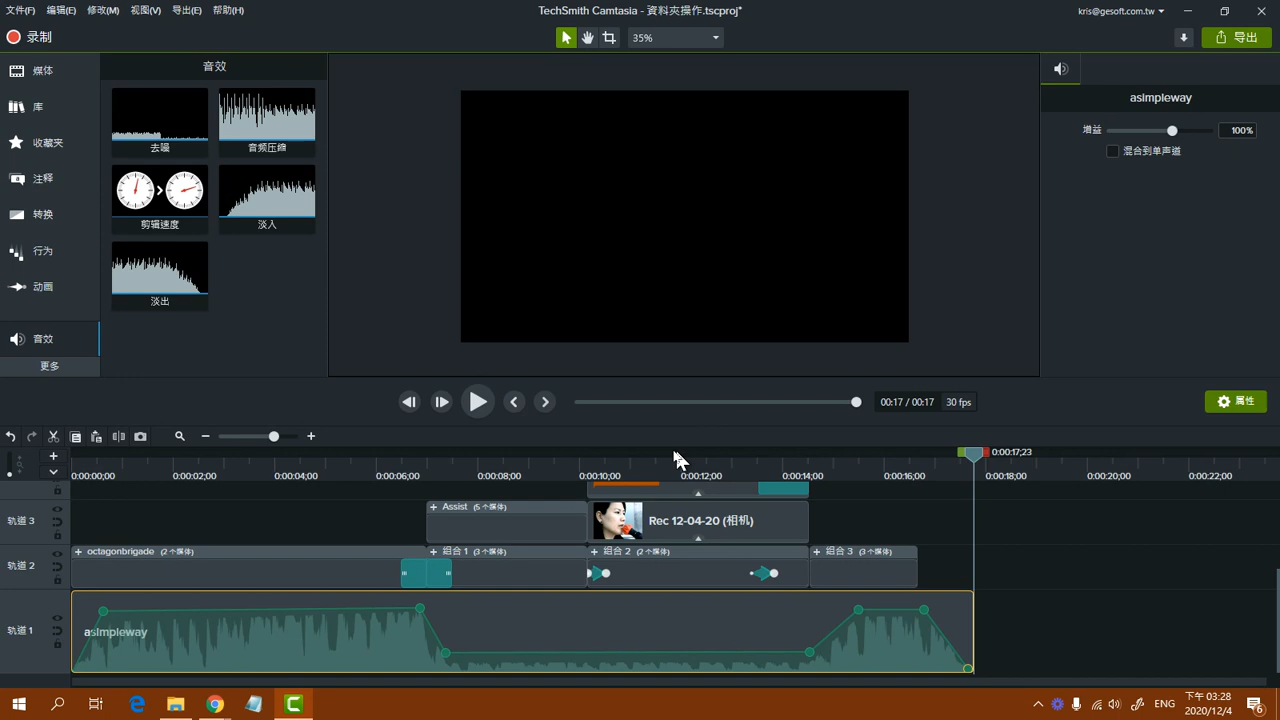 文件(F) 编辑(E) 修改(M) 视图(V) 导出(E) 帮助(H)
TechSmith Camtasia - 資料夾操作.tscproj*
kris@gesoft.com.tw
录制
35%
导出
媒体
库
收藏夹
注释
转换
行为
动画
音效
更多
音效
去噪
音频压缩
剪辑速度
淡入
淡出
asimpleway
增益
100%
混合到单声道
00:17 / 00:17
30 fps
属性
0:00:17;23
0:00:00;00
0:00:02;00
0:00:04;00
0:00:06;00
0:00:08;00
0:00:10;00
0:00:12;00
0:00:14;00
0:00:16;00
0:00:18;00
0:00:20;00
0:00:22;00
轨道 3
Assist (5 个媒体)
Rec 12-04-20 (相机)
轨道 2
octagonbrigade (2 个媒体)
組合 1 (3 个媒体)
組合 2 (2 个媒体)
組合 3 (3 个媒体)
轨道 1
asimpleway
ENG
下午 03:28
2020/12/4
6